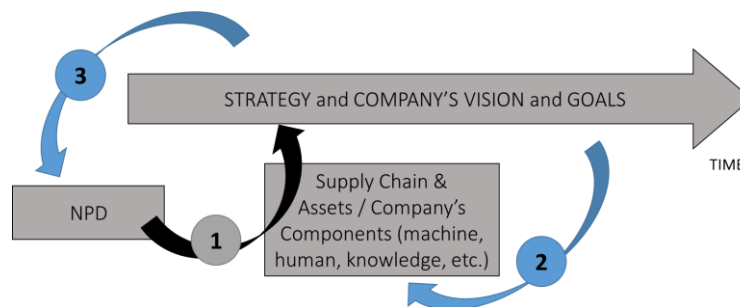 3
STRATEGY and COMPANY'S VISION and GOALS
TIME
NPD
1
Supply Chain &
Assets / Company's
Components (machine,
human, knowledge, etc.)
2